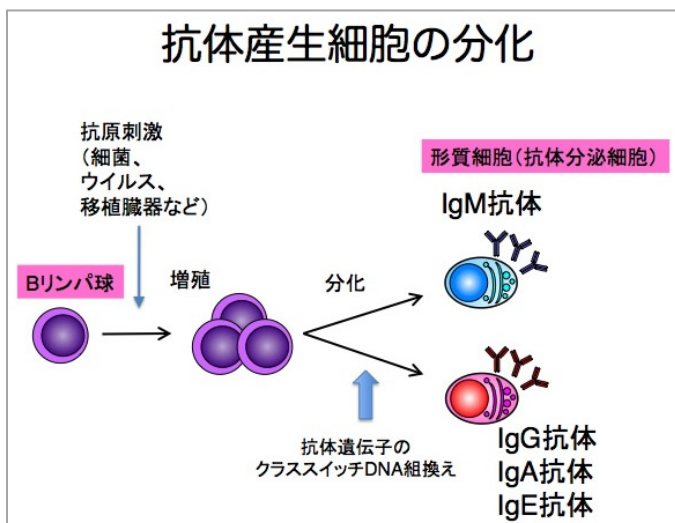 抗体産生細胞の分化
抗原刺激
（細菌、
ウイルス、
移植臓器など）
形質細胞（抗体分泌細胞）
IgM抗体
Bリンパ球
増殖
分化
抗体遺伝子の
クラススイッチDNA組換え
IgG抗体
IgA抗体
IgE抗体